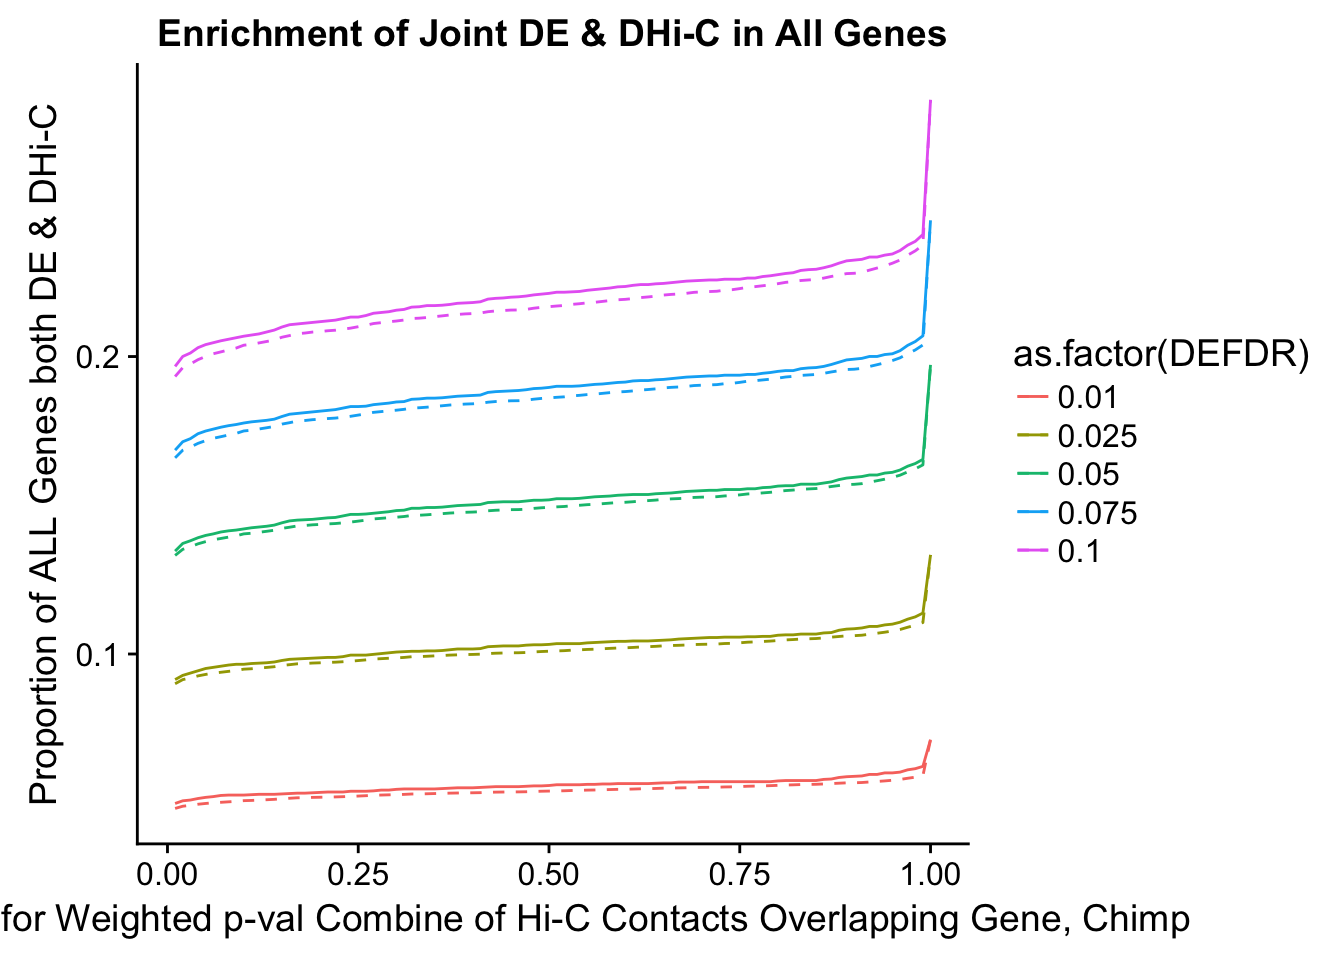 Enrichment of Joint DE & DHi-C in All Genes
Proportion of ALL Genes both DE & DHi-C
0.2
0.1
0.00 0.25 0.50 0.75 1.00
for Weighted p-val Combine of Hi-C Contacts Overlapping Gene, Chimp
as.factor(DEFDR)
0.01
0.025
0.05
0.075
0.1